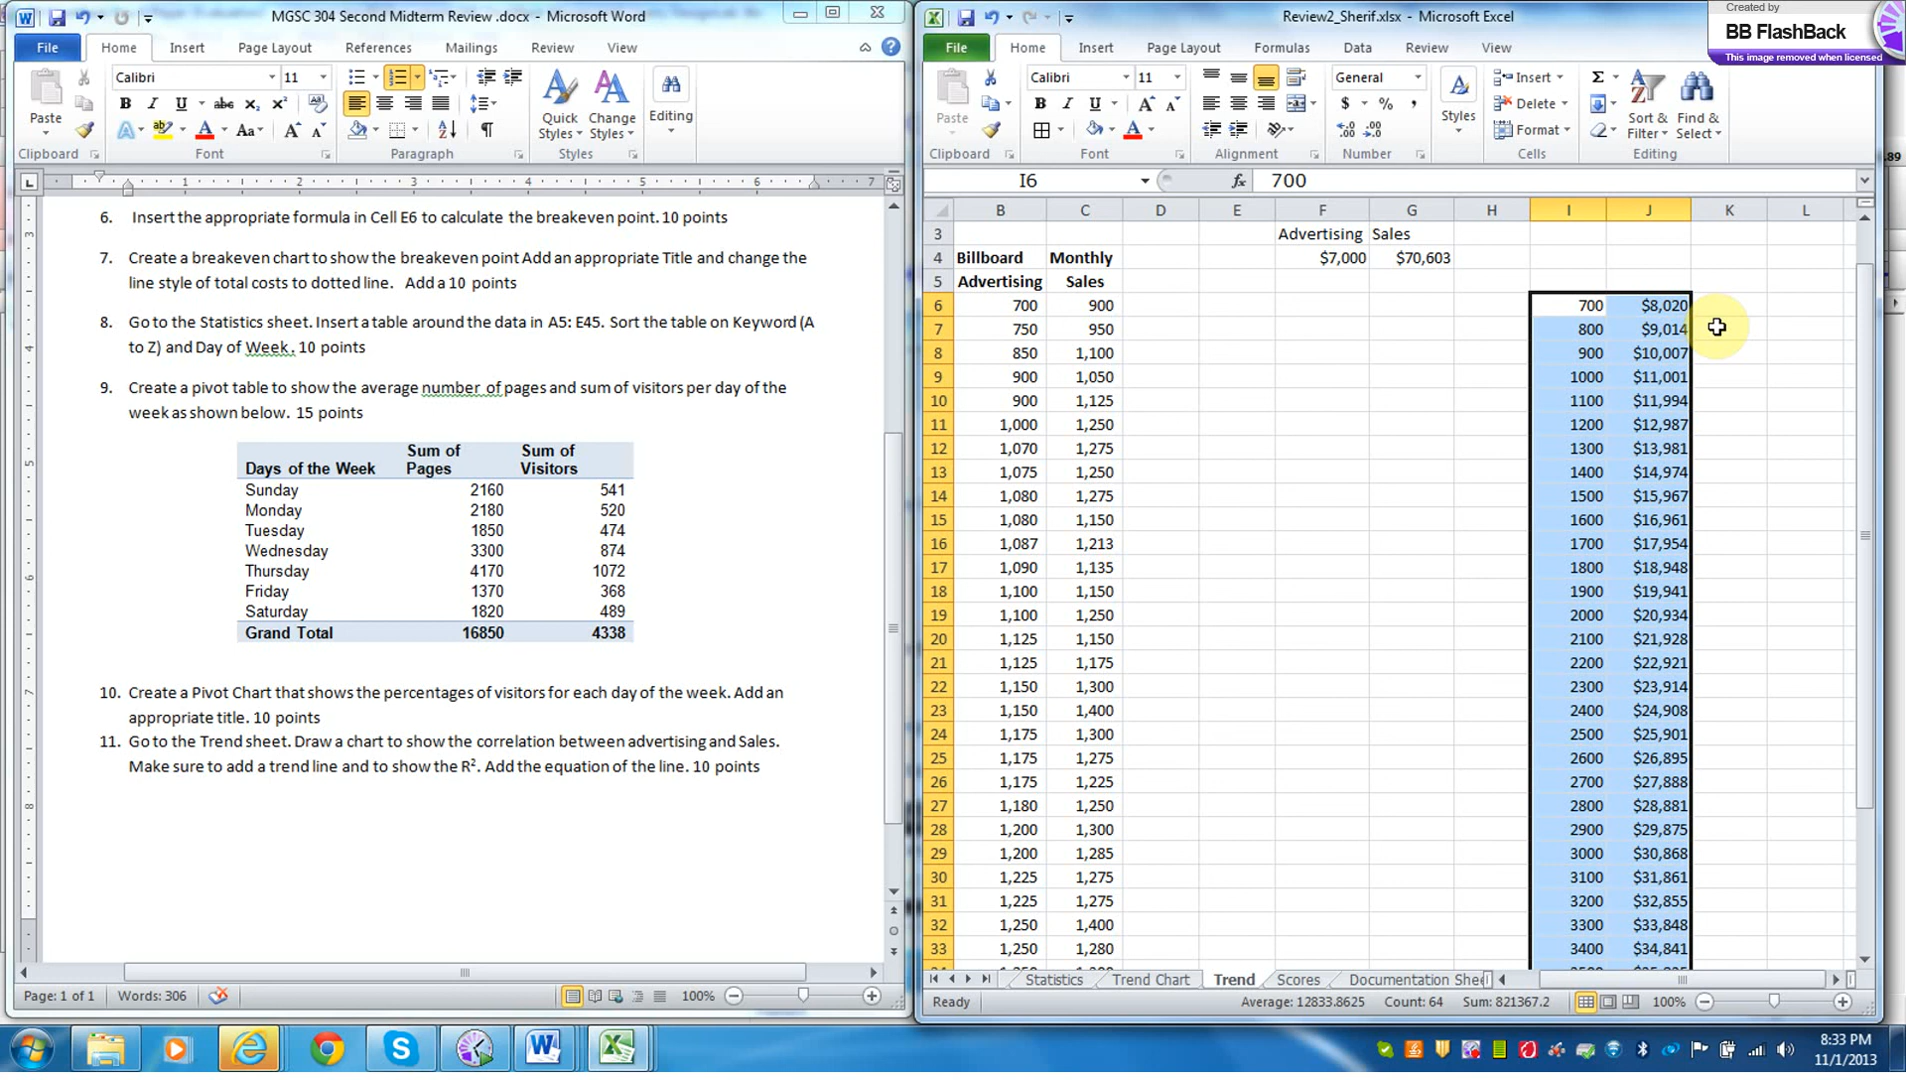 MGSC 304 Second Midterm Review .docx - Microsoft Word
File Home Insert Page Layout References Mailings Review View
Calibri 11
Paste
Quick Styles
Change Styles
Editing
Clipboard Font Paragraph Styles
6. Insert the appropriate formula in Cell E6 to calculate the breakeven point. 10 points
7. Create a breakeven chart to show the breakeven point Add an appropriate Title and change the
line style of total costs to dotted line. Add a 10 points
8. Go to the Statistics sheet. Insert a table around the data in A5: E45. Sort the table on Keyword (A
to Z) and Day of Week, 10 points
9. Create a pivot table to show the average number of pages and sum of visitors per day of the
week as shown below. 15 points
Days of the Week Sum of Pages Sum of Visitors
Sunday 2160 541
Monday 2180 520
Tuesday 1850 474
Wednesday 3300 874
Thursday 4170 1072
Friday 1370 368
Saturday 1820 489
Grand Total 16850 4338
10. Create a Pivot Chart that shows the percentages of visitors for each day of the week. Add an
appropriate title. 10 points
11. Go to the Trend sheet. Draw a chart to show the correlation between advertising and Sales.
Make sure to add a trend line and to show the R². Add the equation of the line. 10 points
Page: 1 of 1 Words: 306 100%
Review2_Sherif.xlsx - Microsoft Excel
Created by
BB FlashBack
This image removed when licensed
File Home Insert Page Layout Formulas Data Review View
Calibri 11 General
Paste
Styles
Insert
Delete
Format
Sort & Filter
Find & Select
Clipboard Font Alignment Number Cells Editing
I6 fx 700
B C D E F G H I J K L
3 Advertising Sales
4 Billboard Monthly $7,000 $70,603
5 Advertising Sales
6 700 900 700 $8,020
7 750 950 800 $9,014
8 850 1,100 900 $10,007
9 900 1,050 1000 $11,001
10 900 1,125 1100 $11,994
11 1,000 1,250 1200 $12,987
12 1,070 1,275 1300 $13,981
13 1,075 1,250 1400 $14,974
14 1,080 1,275 1500 $15,967
15 1,080 1,150 1600 $16,961
16 1,087 1,213 1700 $17,954
17 1,090 1,135 1800 $18,948
18 1,100 1,150 1900 $19,941
19 1,100 1,250 2000 $20,934
20 1,125 1,150 2100 $21,928
21 1,125 1,175 2200 $22,921
22 1,150 1,300 2300 $23,914
23 1,150 1,400 2400 $24,908
24 1,175 1,300 2500 $25,901
25 1,175 1,275 2600 $26,895
26 1,175 1,225 2700 $27,888
27 1,180 1,250 2800 $28,881
28 1,200 1,300 2900 $29,875
29 1,200 1,285 3000 $30,868
30 1,225 1,275 3100 $31,861
31 1,225 1,275 3200 $32,855
32 1,250 1,400 3300 $33,848
33 1,250 1,280 3400 $34,841
Statistics Trend Chart Trend Scores Documentation Shee
Ready Average: 12833.8625 Count: 64 Sum: 821367.2 100%
8:33 PM
11/1/2013